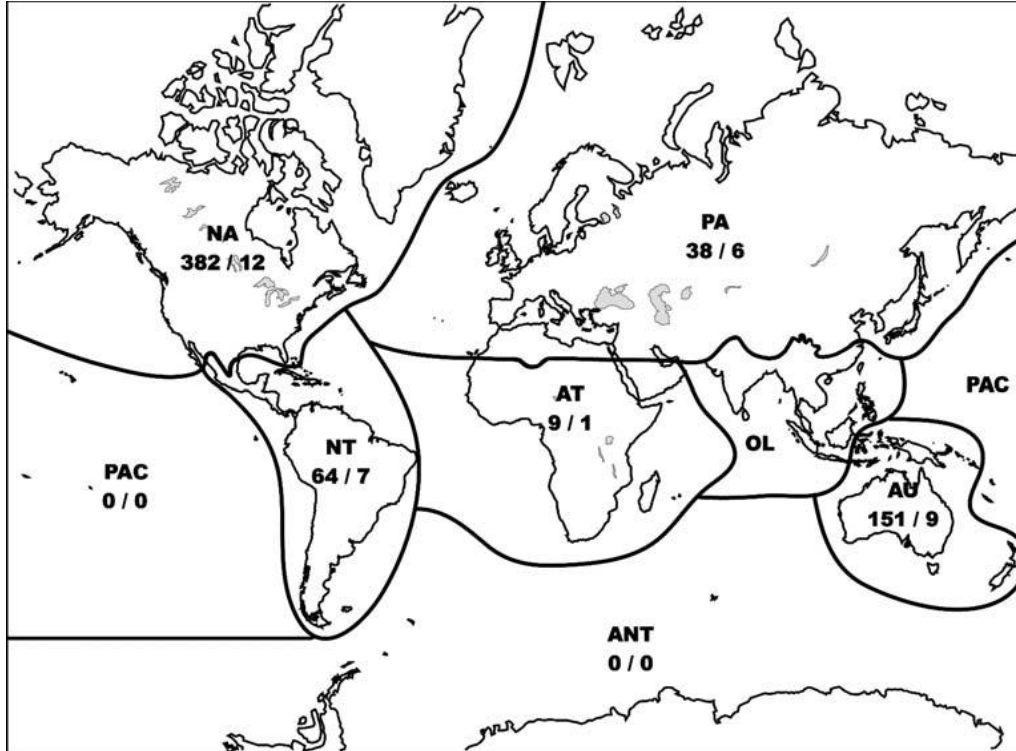 NA
382 / 12
PA
38 / 6
PAC
AT
9 / 1
OL
NT
64 / 7
PAC
0 / 0
AU
151 / 9
ANT
0 / 0